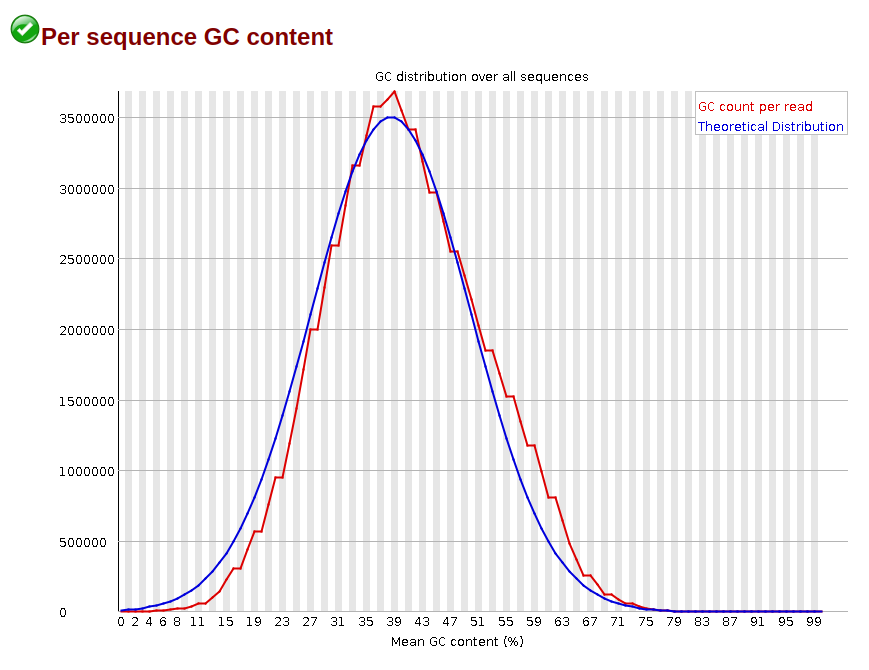 Per sequence GC content
GC distribution over all sequences
GC count per read
Theoretical Distribution
3500000
3000000
2500000
2000000
1500000
1000000
500000
0
0 2 4 6 8 11 15 19 23 27 31 35 39 43 47 51 55 59 63 67 71 75 79 83 87 91 95 99
Mean GC content (%)